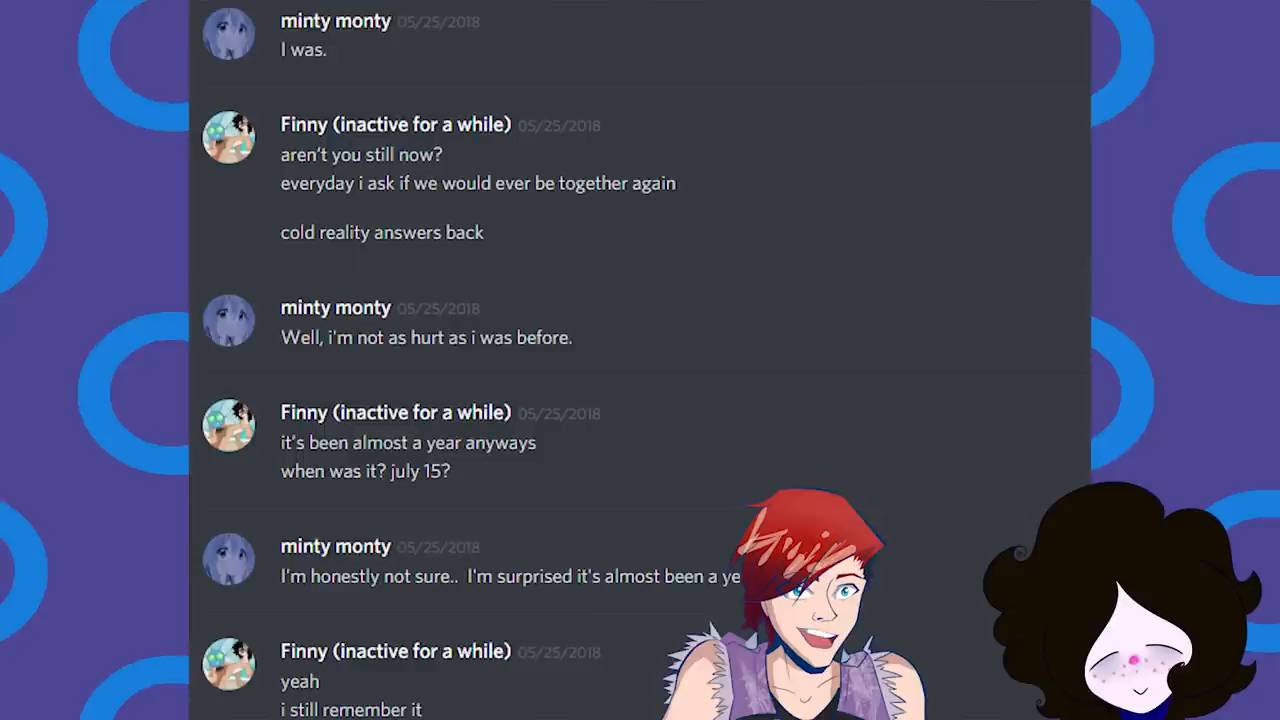 minty monty 05/25/2018
I was.
Finny (inactive for a while) 05/25/2018
aren't you still now?
everyday i ask if we would ever be together again
cold reality answers back
minty monty 05/25/2018
Well, i'm not as hurt as i was before.
Finny (inactive for a while) 05/25/2018
it's been almost a year anyways
when was it? july 15?
minty monty 05/25/2018
I'm honestly not sure.. I'm surprised it's almost been a ye
Finny (inactive for a while) 05/25/2018
yeah
i still remember it